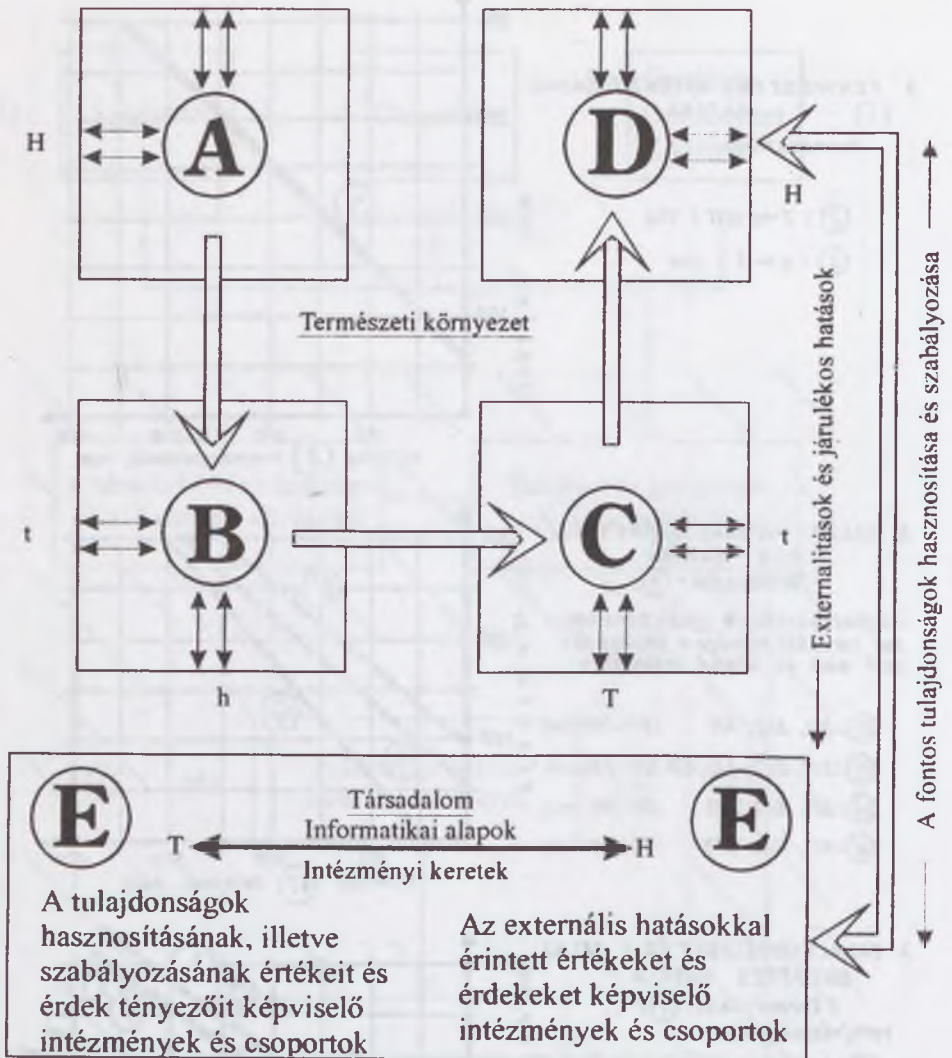 A
D
H
H
Természeti környezet
B
C
t
t
h
T
Externalitások és járulékos hatások
A fontos tulajdonságok hasznosítása és szabályozása
E
E
Társadalom
Informatikai alapok
T
H
Intézményi keretek
A tulajdonságok
hasznosításának, illetve
szabályozásának értékeit és
érdek tényezőit képviselő
intézmények és csoportok
Az externális hatásokkal
érintett értékeket és
érdekeket képviselő
intézmények és csoportok